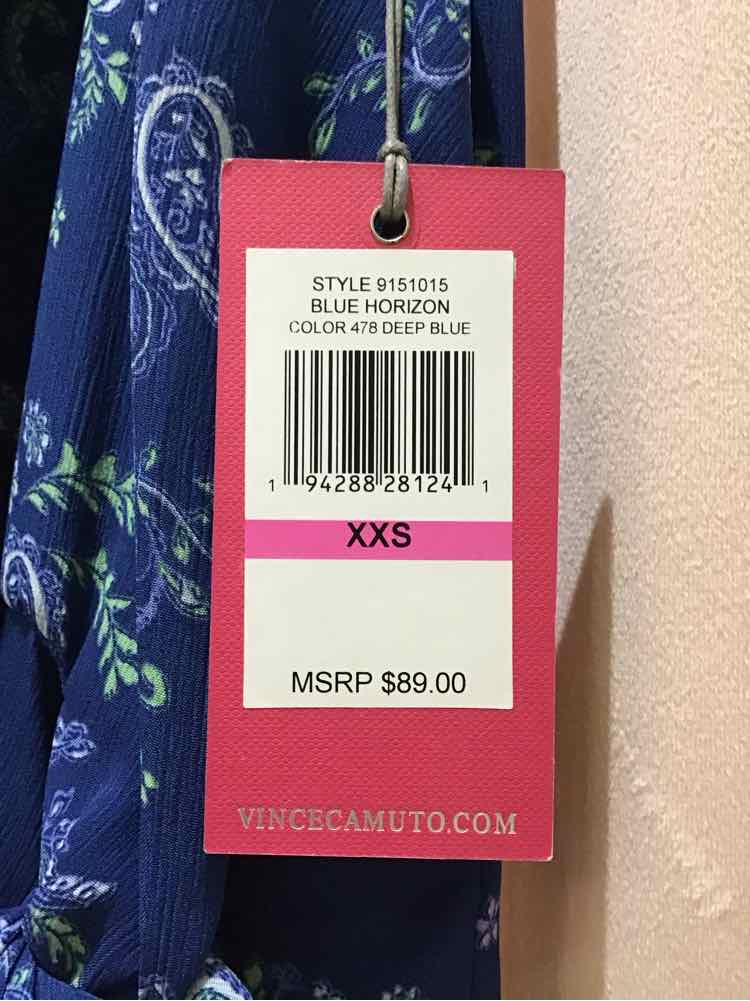 STYLE 9151015
BLUE HORIZON
COLOR 478 DEEP BLUE
1 94288 28124 1
XXS
MSRP $89.00
VINCECAMUTO.COM